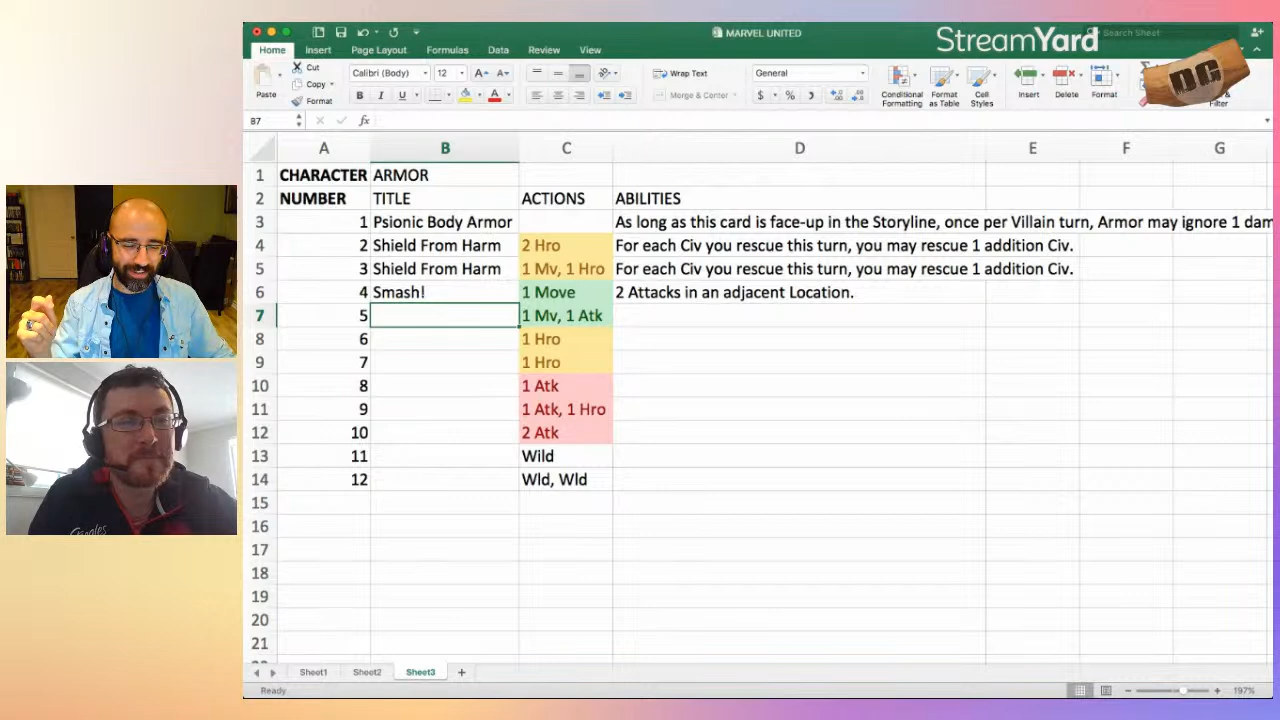 MARVEL UNITED
StreamYard
Search Sheet
DG
Home Insert Page Layout Formulas Data Review View
Cut
Copy
Format
Paste
Calibri (Body) 12
B I U
Wrap Text
Merge & Center
General
$ %
Conditional Formatting
Format as Table
Cell Styles
Insert Delete Format
Filter
B7 fx
A B C D E F G
1 CHARACTER ARMOR
2 NUMBER TITLE ACTIONS ABILITIES
3 1 Psionic Body Armor As long as this card is face-up in the Storyline, once per Villain turn, Armor may ignore 1 dam
4 2 Shield From Harm 2 Hro For each Civ you rescue this turn, you may rescue 1 addition Civ.
5 3 Shield From Harm 1 Mv, 1 Hro For each Civ you rescue this turn, you may rescue 1 addition Civ.
6 4 Smash! 1 Move 2 Attacks in an adjacent Location.
7 5 1 Mv, 1 Atk
8 6 1 Hro
9 7 1 Hro
10 8 1 Atk
11 9 1 Atk, 1 Hro
12 10 2 Atk
13 11 Wild
14 12 Wld, Wld
15
16
17
18
19
20
21
Sheet1 Sheet2 Sheet3 +
Ready 197%